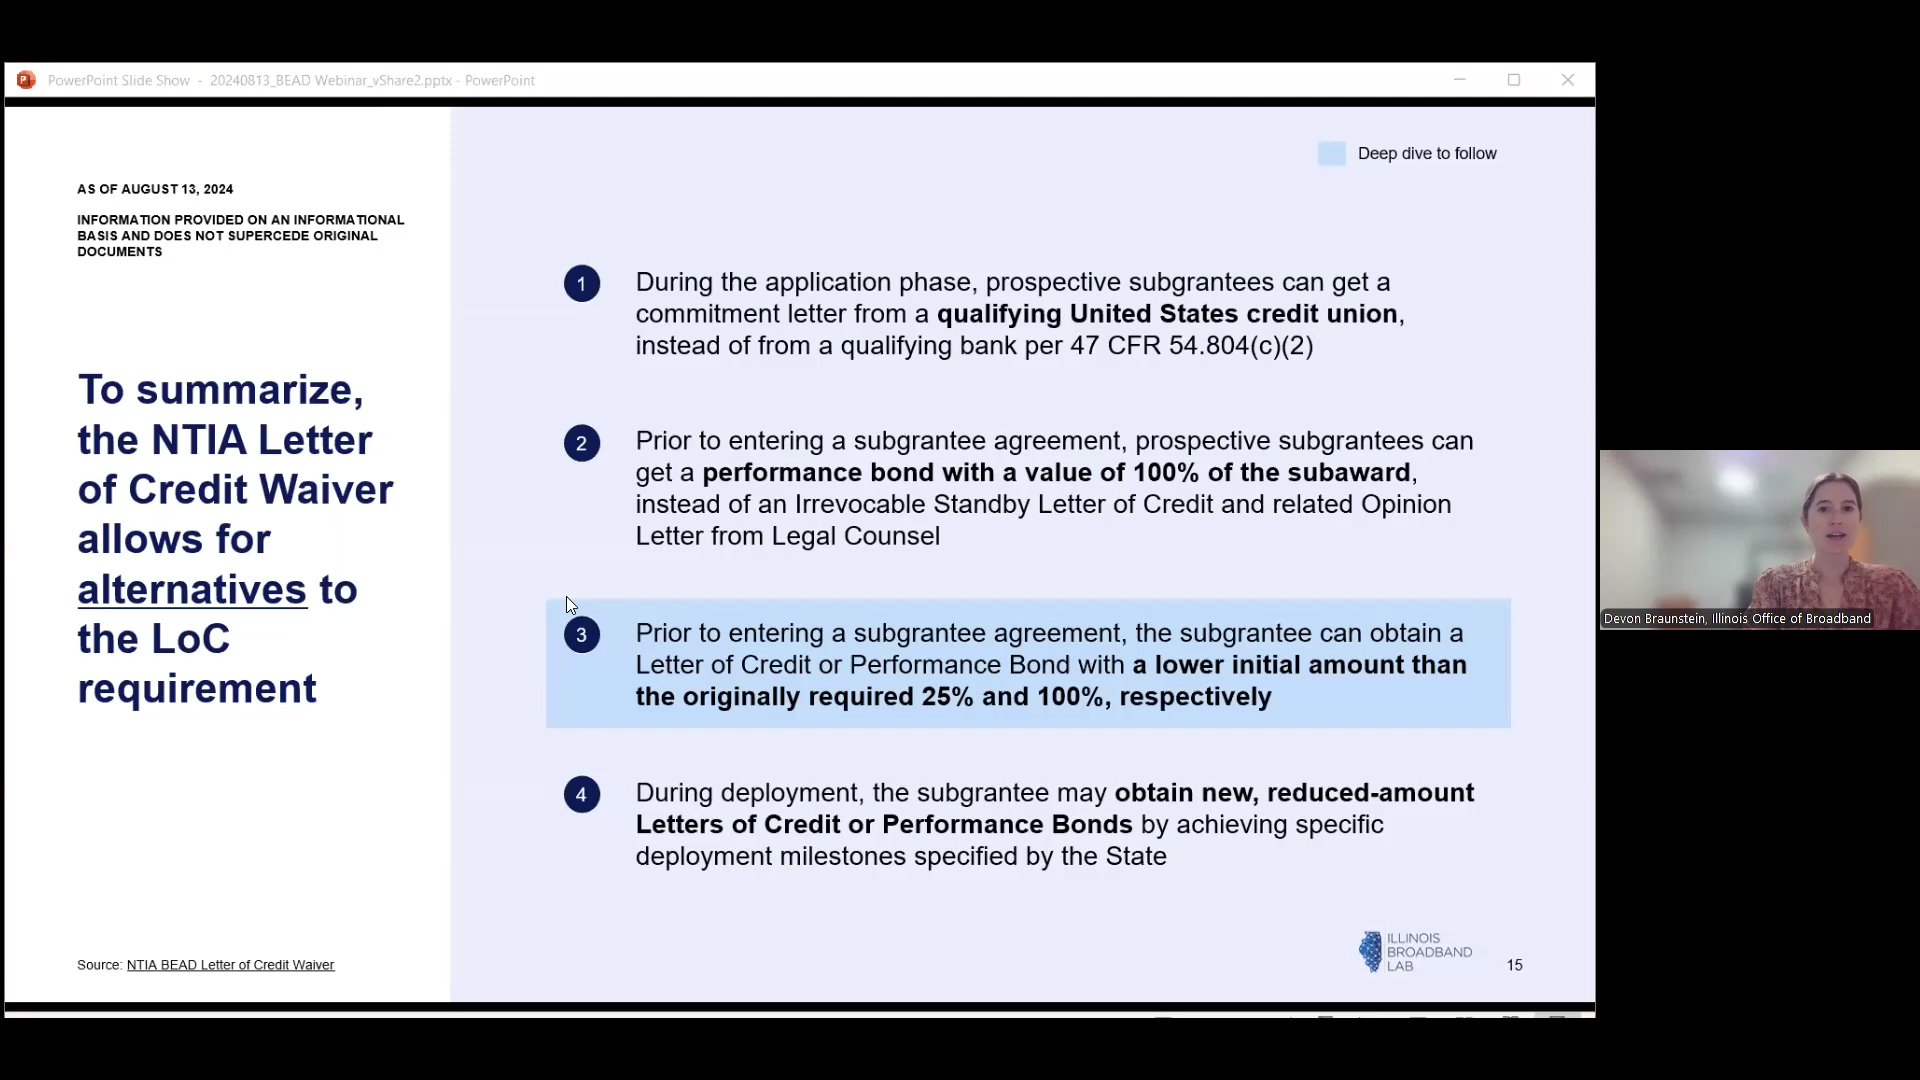 PowerPoint Slide Show - 20240813_BEAD Webinar_vShare2.pptx - PowerPoint
Deep dive to follow
AS OF AUGUST 13, 2024
INFORMATION PROVIDED ON AN INFORMATIONAL
BASIS AND DOES NOT SUPERCEDE ORIGINAL
DOCUMENTS
To summarize,
the NTIA Letter
of Credit Waiver
allows for
alternatives to
the LoC
requirement
1
During the application phase, prospective subgrantees can get a
commitment letter from a qualifying United States credit union,
instead of from a qualifying bank per 47 CFR 54.804(c)(2)
2
Prior to entering a subgrantee agreement, prospective subgrantees can
get a performance bond with a value of 100% of the subaward,
instead of an Irrevocable Standby Letter of Credit and related Opinion
Letter from Legal Counsel
3
Prior to entering a subgrantee agreement, the subgrantee can obtain a
Letter of Credit or Performance Bond with a lower initial amount than
the originally required 25% and 100%, respectively
4
During deployment, the subgrantee may obtain new, reduced-amount
Letters of Credit or Performance Bonds by achieving specific
deployment milestones specified by the State
Source: NTIA BEAD Letter of Credit Waiver
ILLINOIS
BROADBAND
LAB
15
Devon Braunstein, Illinois Office of Broadband